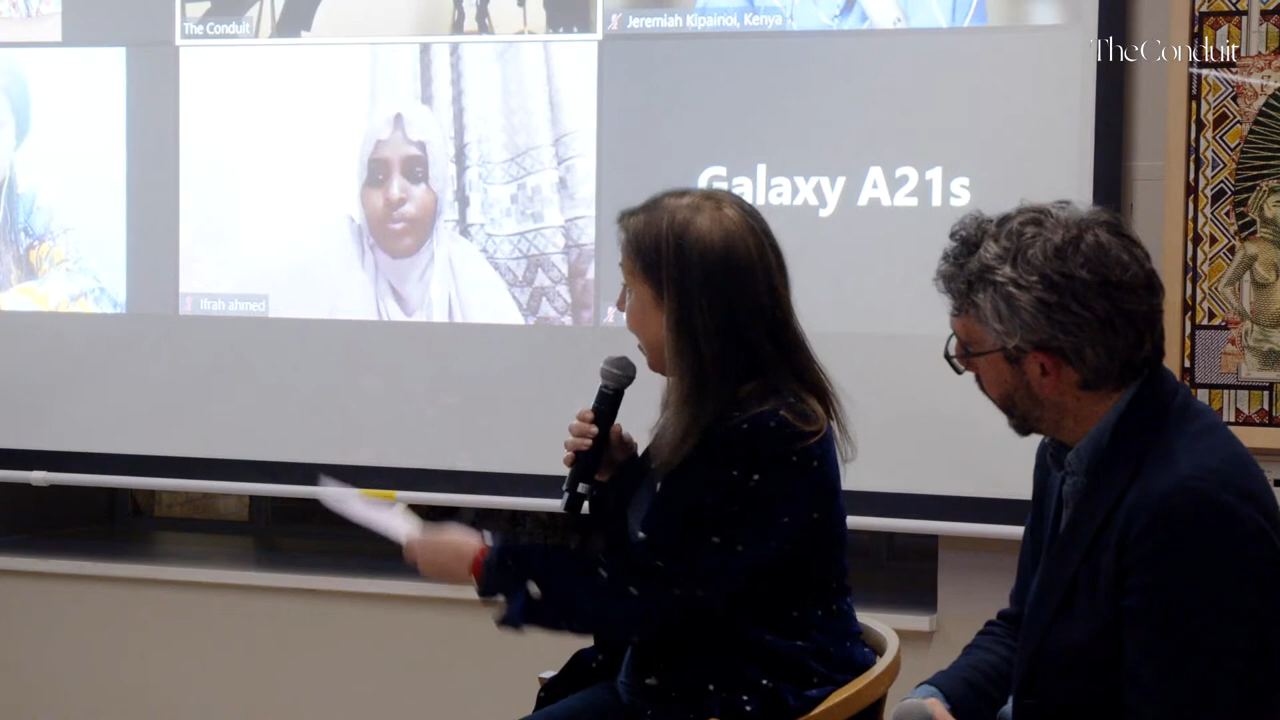 The Conduit
Jeremiah Kipainoi, Kenya
TheConduit
Galaxy A21s
Ifrah ahmed